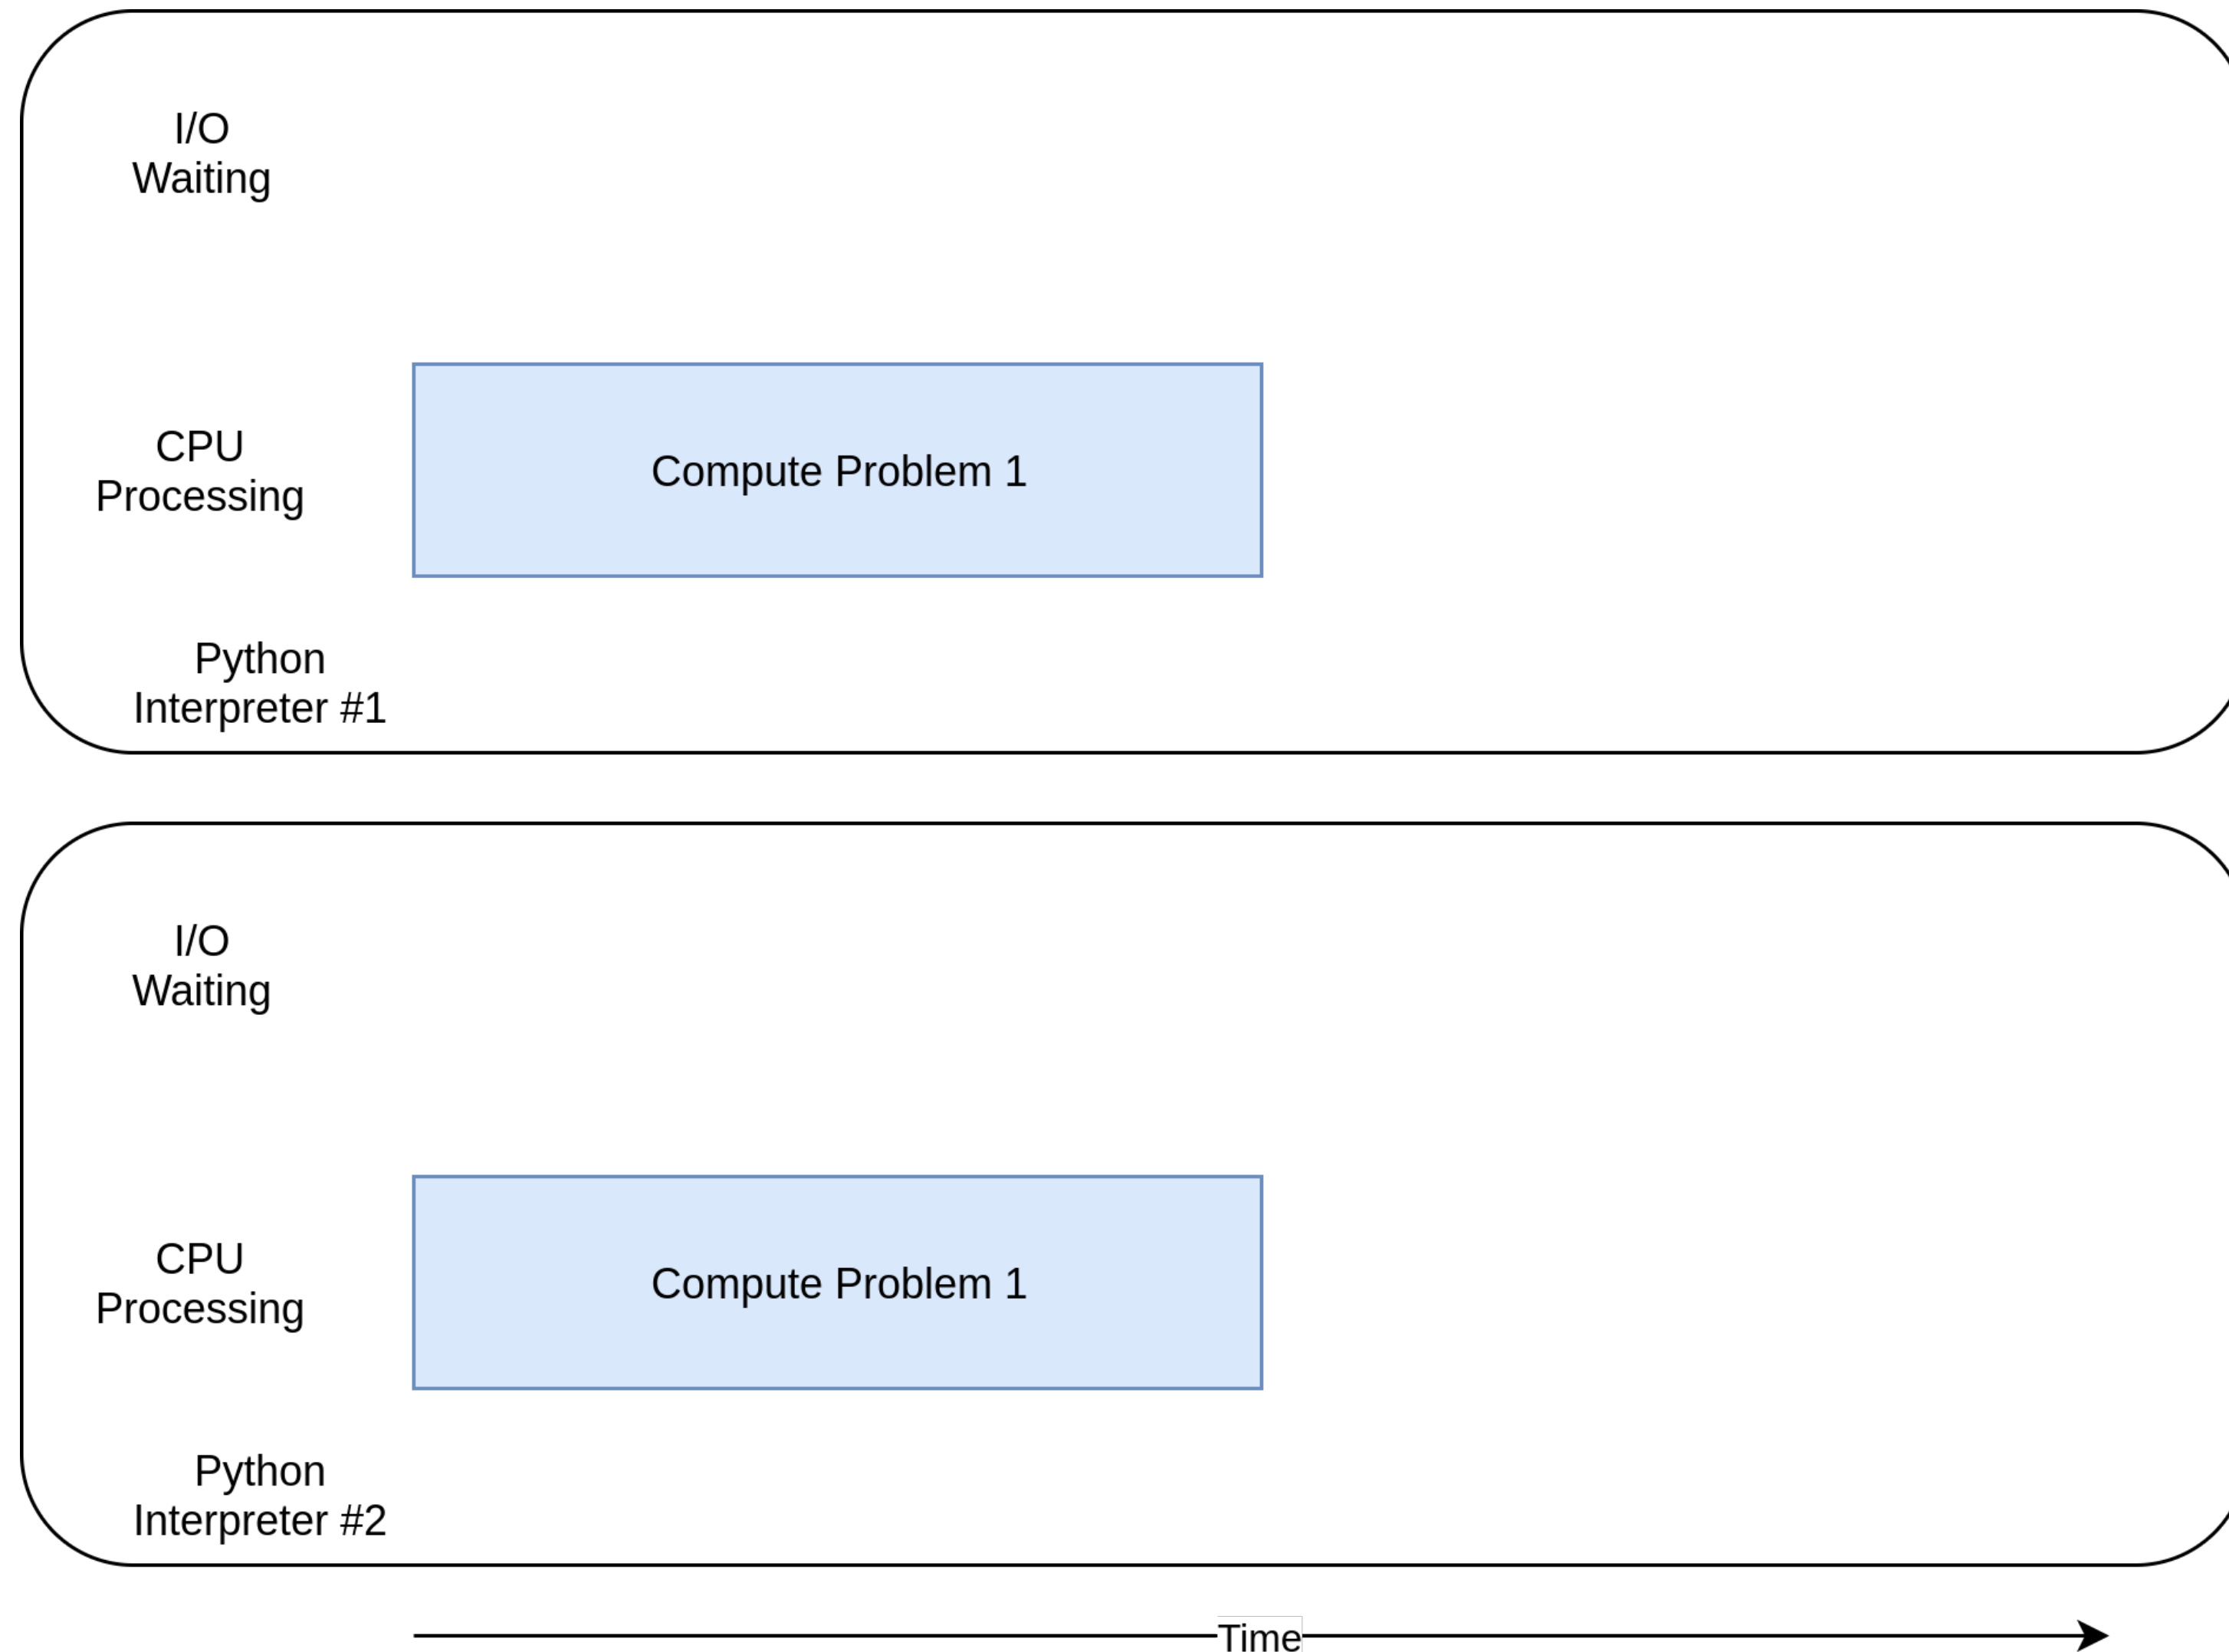 I/O
Waiting
CPU
Processing
Compute Problem 1
Python
Interpreter #1
I/O
Waiting
CPU
Processing
Compute Problem 1
Python
Interpreter #2
Time